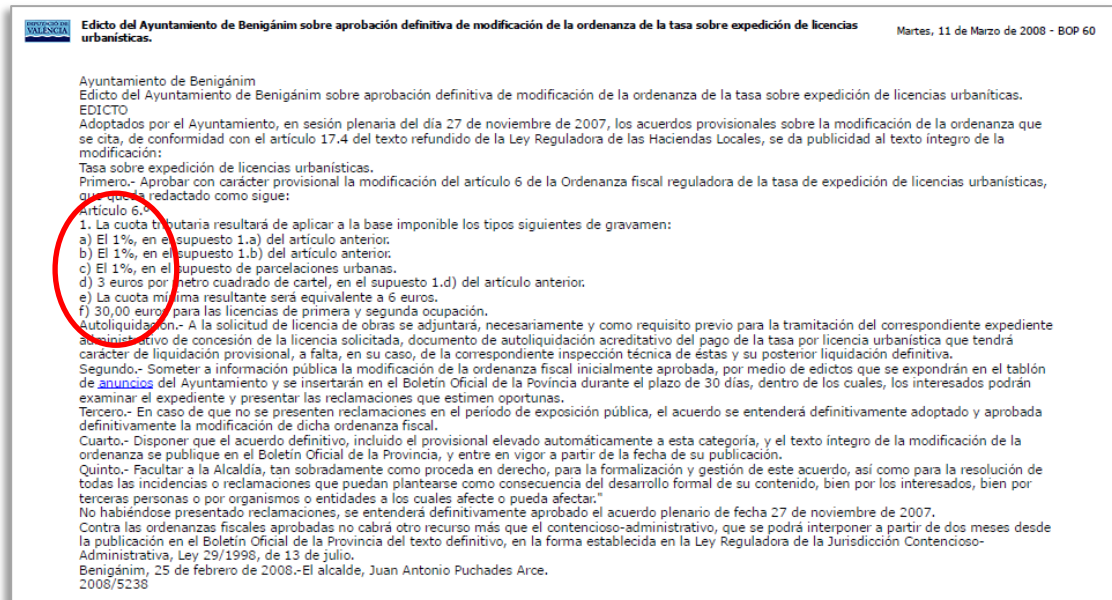 DIPUTACIÓ DE
VALÈNCIA
Edicto del Ayuntamiento de Benigánim sobre aprobación definitiva de modificación de la ordenanza de la tasa sobre expedición de licencias
urbanísticas.
Martes, 11 de Marzo de 2008 - BOP 60
Ayuntamiento de Benigánim
Edicto del Ayuntamiento de Benigánim sobre aprobación definitiva de modificación de la ordenanza de la tasa sobre expedición de licencias urbaníticas.
EDICTO
Adoptados por el Ayuntamiento, en sesión plenaria del día 27 de noviembre de 2007, los acuerdos provisionales sobre la modificación de la ordenanza que
se cita, de conformidad con el artículo 17.4 del texto refundido de la Ley Reguladora de las Haciendas Locales, se da publicidad al texto íntegro de la
modificación:
Tasa sobre expedición de licencias urbanísticas.
Primero.- Aprobar con carácter provisional la modificación del artículo 6 de la Ordenanza fiscal reguladora de la tasa de expedición de licencias urbanísticas,
que queda redactado como sigue:
Artículo 6.º
1. La cuota tributaria resultará de aplicar a la base imponible los tipos siguientes de gravamen:
a) El 1%, en el supuesto 1.a) del artículo anterior.
b) El 1%, en el supuesto 1.b) del artículo anterior.
c) El 1%, en el supuesto de parcelaciones urbanas.
d) 3 euros por metro cuadrado de cartel, en el supuesto 1.d) del artículo anterior.
e) La cuota mínima resultante será equivalente a 6 euros.
f) 30,00 euros para las licencias de primera y segunda ocupación.
Autoliquidación.- A la solicitud de licencia de obras se adjuntará, necesariamente y como requisito previo para la tramitación del correspondiente expediente
administrativo de concesión de la licencia solicitada, documento de autoliquidación acreditativo del pago de la tasa por licencia urbanística que tendrá
carácter de liquidación provisional, a falta, en su caso, de la correspondiente inspección técnica de éstas y su posterior liquidación definitiva.
Segundo.- Someter a información pública la modificación de la ordenanza fiscal inicialmente aprobada, por medio de edictos que se expondrán en el tablón
de anuncios del Ayuntamiento y se insertarán en el Boletín Oficial de la Povíncia durante el plazo de 30 días, dentro de los cuales, los interesados podrán
examinar el expediente y presentar las reclamaciones que estimen oportunas.
Tercero.- En caso de que no se presenten reclamaciones en el período de exposición pública, el acuerdo se entenderá definitivamente adoptado y aprobada
definitivamente la modificación de dicha ordenanza fiscal.
Cuarto.- Disponer que el acuerdo definitivo, incluido el provisional elevado automáticamente a esta categoría, y el texto íntegro de la modificación de la
ordenanza se publique en el Boletín Oficial de la Provincia, y entre en vigor a partir de la fecha de su publicación.
Quinto.- Facultar a la Alcaldía, tan sobradamente como proceda en derecho, para la formalización y gestión de este acuerdo, así como para la resolución de
todas las incidencias o reclamaciones que puedan plantearse como consecuencia del desarrollo formal de su contenido, bien por los interesados, bien por
terceras personas o por organismos o entidades a los cuales afecte o pueda afectar."
No habiéndose presentado reclamaciones, se entenderá definitivamente aprobado el acuerdo plenario de fecha 27 de noviembre de 2007.
Contra las ordenanzas fiscales aprobadas no cabrá otro recurso más que el contencioso-administrativo, que se podrá interponer a partir de dos meses desde
la publicación en el Boletín Oficial de la Provincia del texto definitivo, en la forma establecida en la Ley Reguladora de la Jurisdicción Contencioso-
Administrativa, Ley 29/1998, de 13 de julio.
Benigánim, 25 de febrero de 2008.-El alcalde, Juan Antonio Puchades Arce.
2008/5238